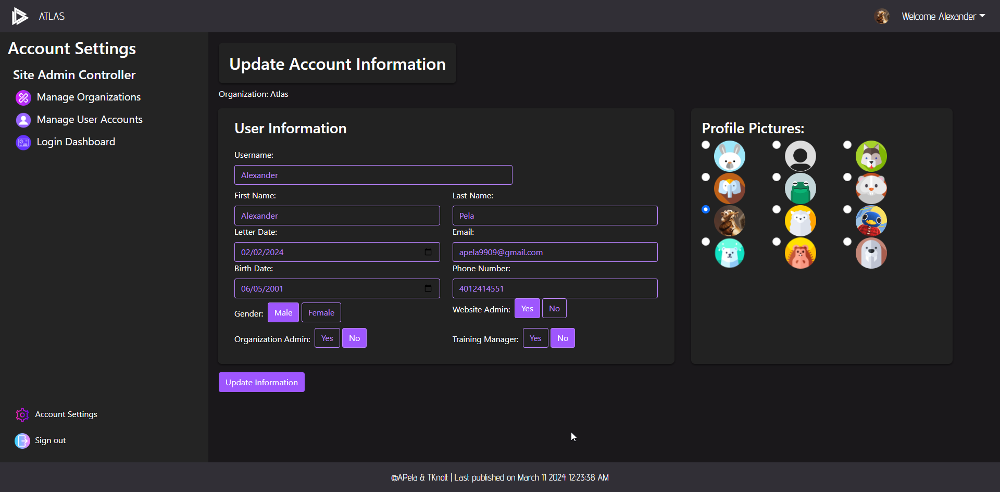 ATLAS
Welcome Alexander
Account Settings
Site Admin Controller
Manage Organizations
Manage User Accounts
Login Dashboard
Account Settings
Sign out
Update Account Information
Organization: Atlas
User Information
Username:
Alexander
First Name:
Last Name:
Alexander
Pela
Letter Date:
Email:
02/02/2024
apela9909@gmail.com
Birth Date:
Phone Number:
06/05/2001
4012414551
Gender: Male Female
Website Admin: Yes No
Organization Admin: Yes No
Training Manager: Yes No
Profile Pictures:
Update Information
@APela & TKnott | Last published on March 11 2024 12:23:38 AM